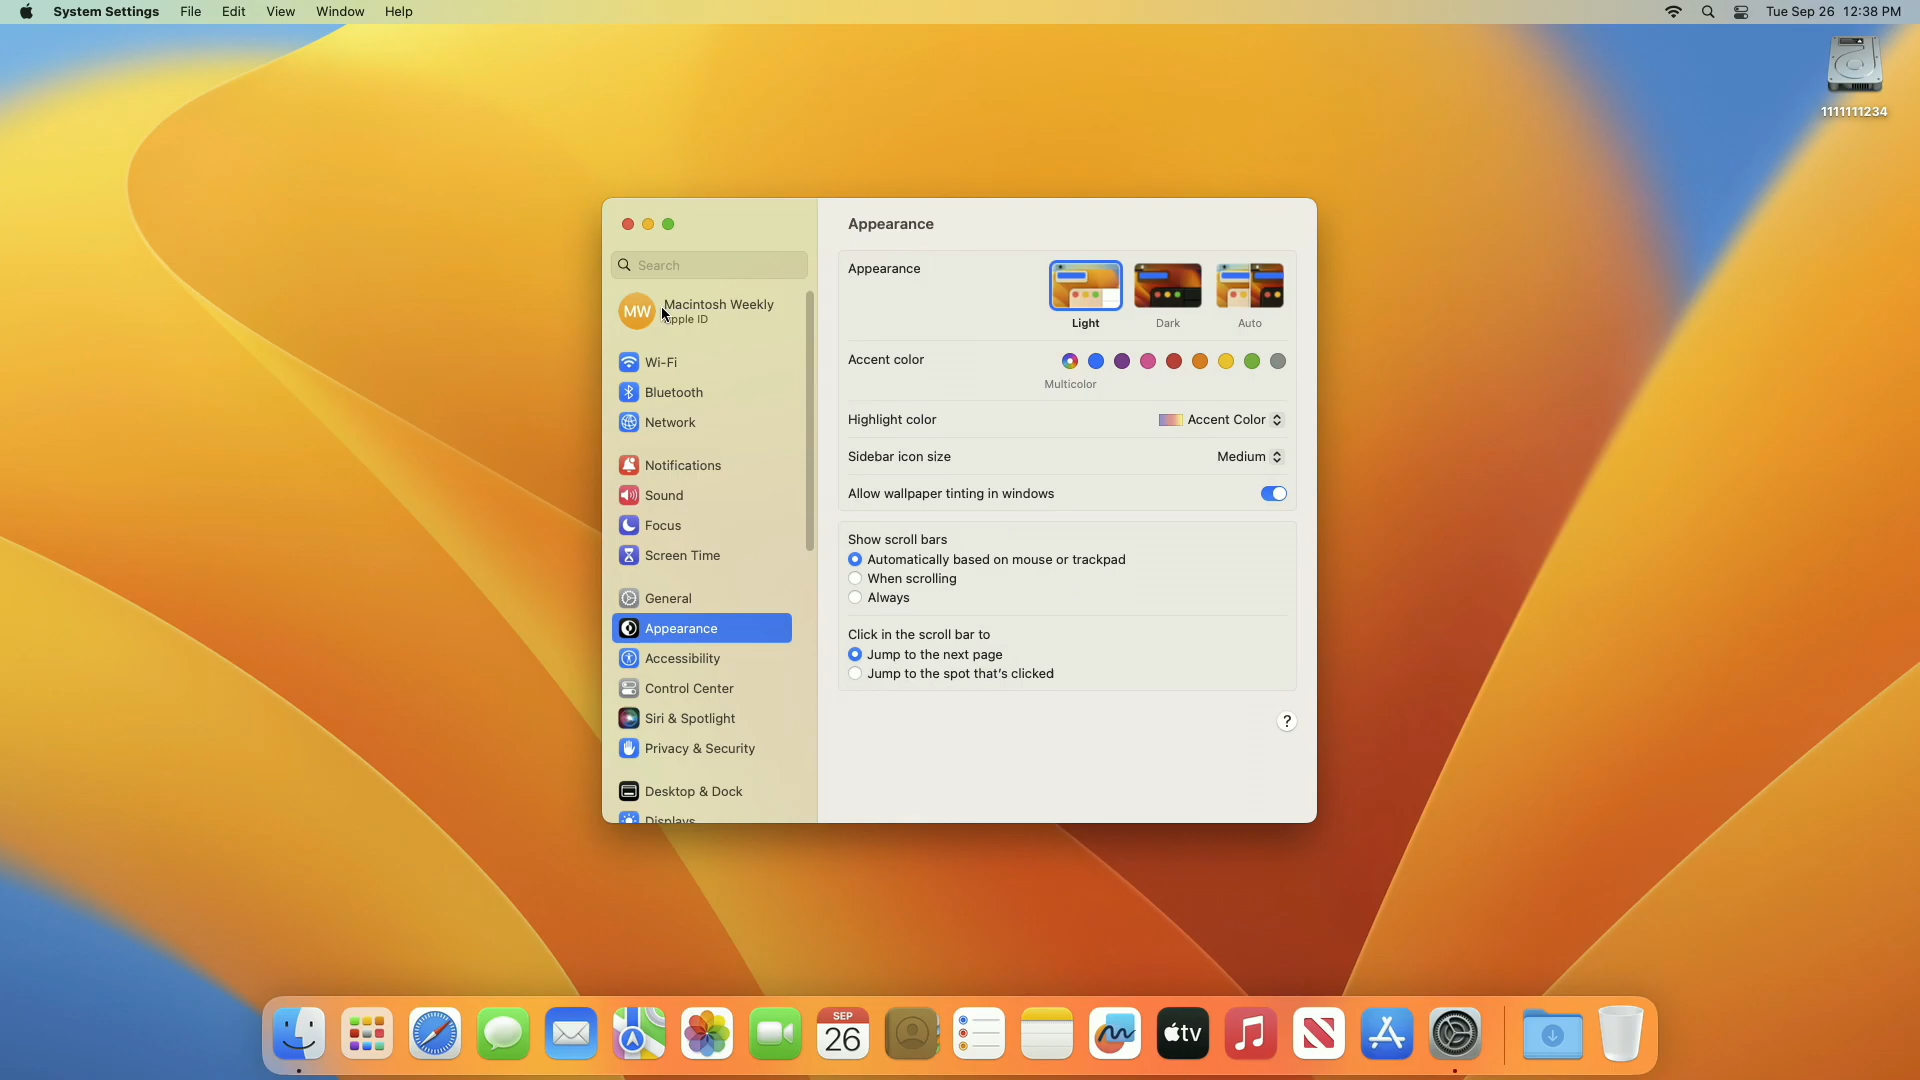 System Settings File Edit View Window Help
Tue Sep 26 12:38 PM
1111111234
Search
MW
Macintosh Weekly
Apple ID
Wi-Fi
Bluetooth
Network
Notifications
Sound
Focus
Screen Time
General
Appearance
Accessibility
Control Center
Siri & Spotlight
Privacy & Security
Desktop & Dock
Displays
Appearance
Appearance
Light Dark Auto
Accent color
Multicolor
Highlight color Accent Color
Sidebar icon size Medium
Allow wallpaper tinting in windows
Show scroll bars
Automatically based on mouse or trackpad
When scrolling
Always
Click in the scroll bar to
Jump to the next page
Jump to the spot that's clicked
?
SEP
26
tv